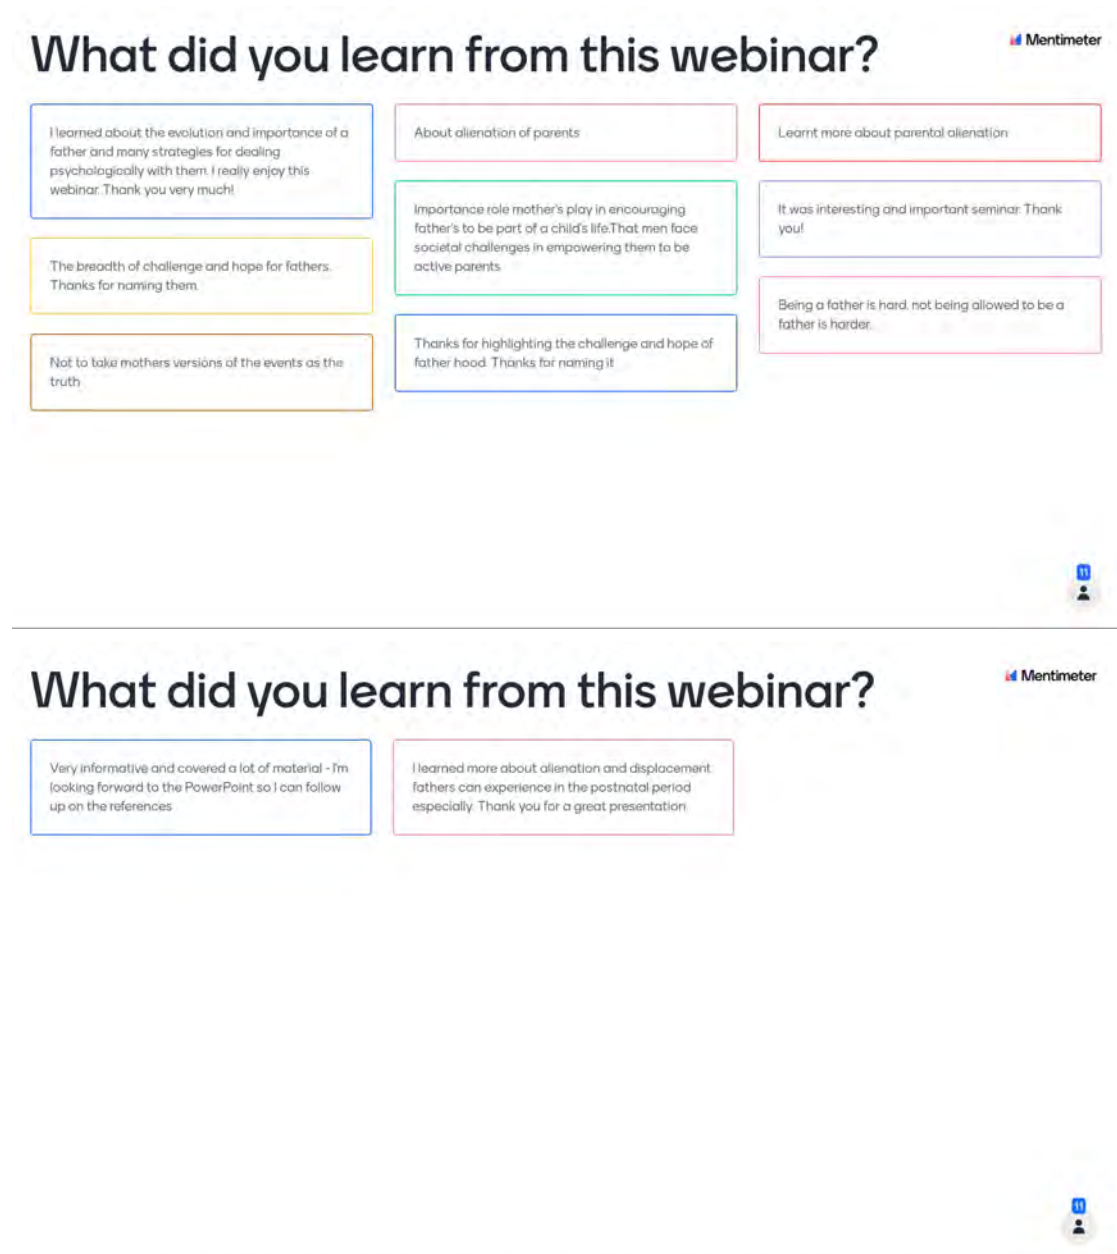 What did you learn from this webinar?
Mentimeter
I learned about the evolution and importance of a
father and many strategies for dealing
psychologically with them. I really enjoy this
webinar. Thank you very much!
The breadth of challenge and hope for fathers.
Thanks for naming them.
Not to take mothers versions of the events as the
truth
About alienation of parents
Importance role mother's play in encouraging
father's to be part of a child's life.That men face
societal challenges in empowering them to be
active parents
Thanks for highlighting the challenge and hope of
father hood. Thanks for naming it
Learnt more about parental alienation
It was interesting and important seminar. Thank
you!
Being a father is hard, not being allowed to be a
father is harder.
11
What did you learn from this webinar?
Mentimeter
Very informative and covered a lot of material - I'm
looking forward to the PowerPoint so I can follow
up on the references
I learned more about alienation and displacement
fathers can experience in the postnatal period
especially. Thank you for a great presentation
11